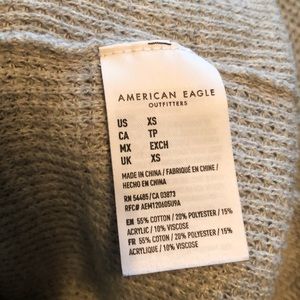 AMERICAN EAGLE
OUTFITTERS
US XS
CA TP
MX EXCH
UK XS
MADE IN CHINA / FABRIQUÉ EN CHINE /
HECHO EN CHINA
RN 54485/CA 03873
RFC# AEM120605U9A
EN 55% COTTON / 20% POLYESTER / 15%
ACRYLIC / 10% VISCOSE
FR 55% COTON / 20% POLYESTER / 15%
ACRYLIQUE / 10% VISCOSE